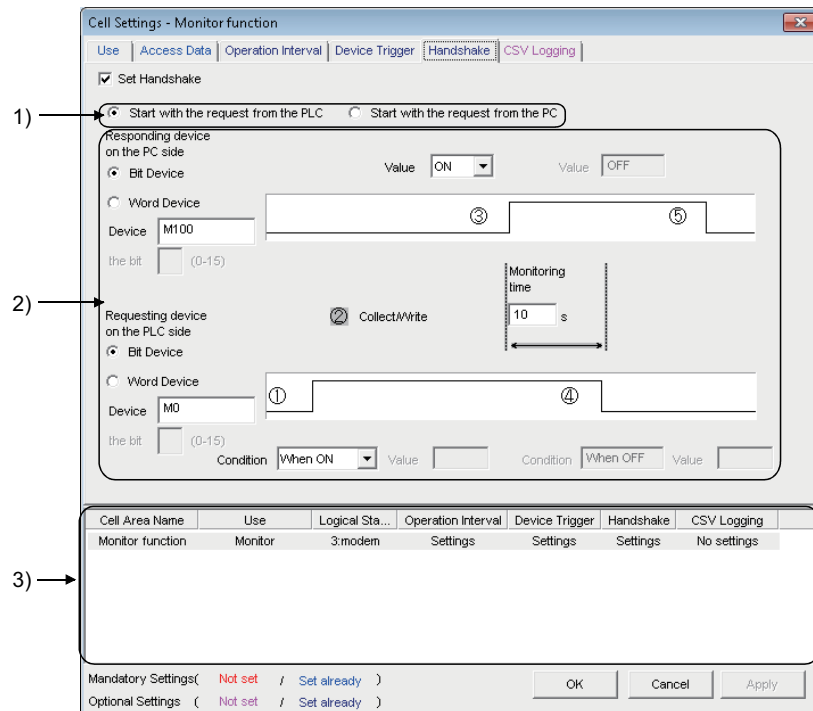 Cell Settings - Monitor function
Use Access Data Operation Interval Device Trigger Handshake CSV Logging
Set Handshake
1) Start with the request from the PLC Start with the request from the PC
Responding device
on the PC side
Value ON Value OFF
Bit Device
Word Device
③ ⑤
Device M100
the bit (0-15)
Monitoring
time
2)
Requesting device
on the PLC side
② Collect/Write 10 s
Bit Device
Word Device
① ④
Device M0
the bit (0-15)
Condition When ON Value Condition When OFF Value
Cell Area Name Use Logical Sta... Operation Interval Device Trigger Handshake CSV Logging
Monitor function Monitor 3:modem Settings Settings Settings No settings
3)
Mandatory Settings( Not set / Set already )
OK Cancel Apply
Optional Settings ( Not set / Set already )